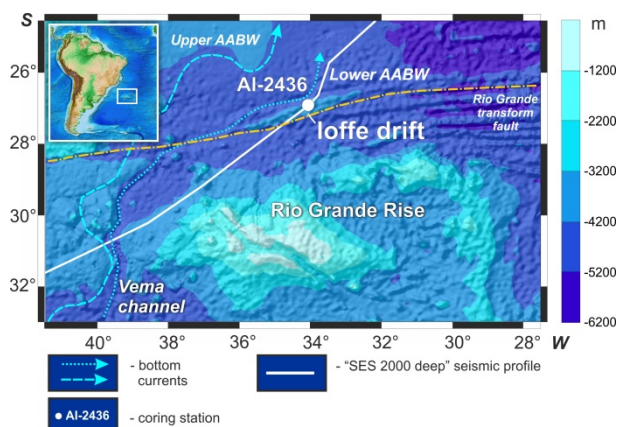 S
m
Upper AABW
26°
AI-2436
Lower AABW
-1200
Rio Grande
transform
fault
28°
Ioffe drift
-2200
-3200
30°
Rio Grande Rise
-4200
32°
Vema
channel
-5200
-6200
40° 38° 36° 34° 32° 30° 28° W
- bottom
currents
- “SES 2000 deep” seismic profile
AI-2436 - coring station